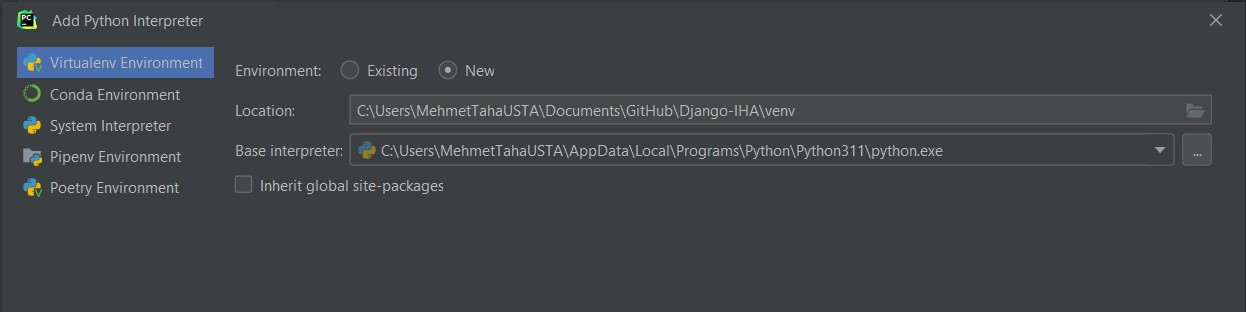 PC
Add Python Interpreter
Virtualenv Environment
Conda Environment
System Interpreter
Pipenv Environment
Poetry Environment
Environment: Existing New
Location: C:\Users\MehmetTahaUSTA\Documents\GitHub\Django-IHA\venv
Base interpreter: C:\Users\MehmetTahaUSTA\AppData\Local\Programs\Python\Python311\python.exe ...
Inherit global site-packages